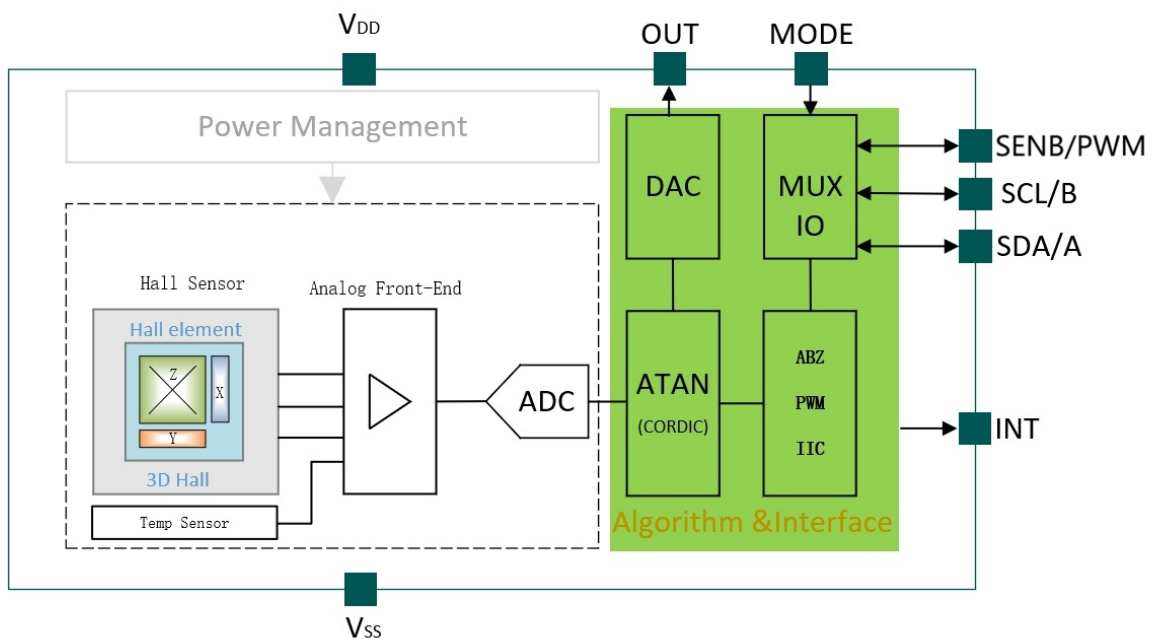 VDD
OUT
MODE
Power Management
SENB/PWM
DAC
MUX
IO
SCL/B
SDA/A
Hall Sensor
Analog Front-End
Hall element
Z
X
Y
3D Hall
Temp Sensor
ADC
ATAN
(CORDIC)
ABZ
PWM
IIC
INT
Algorithm &Interface
VSS